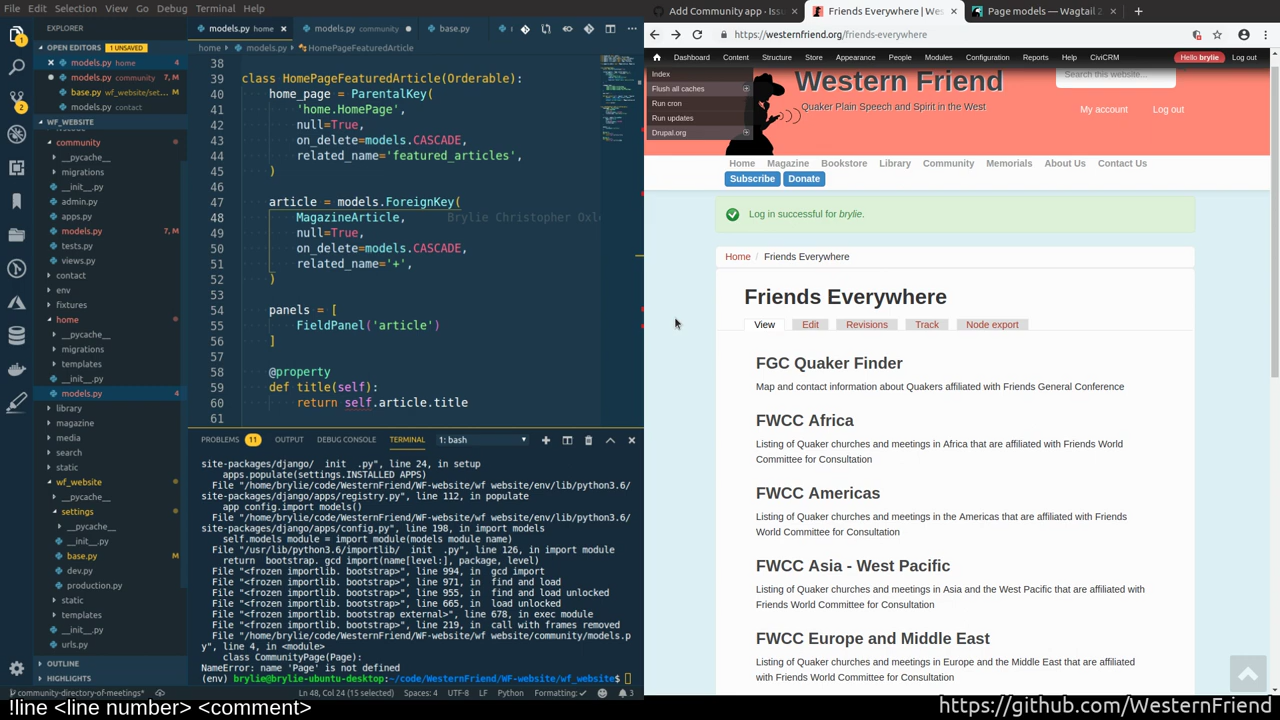 File Edit Selection View Go Debug Terminal Help
EXPLORER
OPEN EDITORS 1 UNSAVED
models.py home 4
models.py community 7, M
base.py wf_website/set...
models.py contact
WF_WEBSITE
community
__pycache__
migrations
__init__.py
admin.py
apps.py
models.py 7, M
tests.py
views.py
contact
env
fixtures
home
__pycache__
migrations
templates
__init__.py
models.py 4
library
magazine
media
search
static
wf_website
__pycache__
settings
__pycache__
__init__.py
base.py M
dev.py
production.py
static
templates
__init__.py
urls.py
OUTLINE
HIGHLIGHTS
models.py home
models.py community
base.py
home models.py HomePageFeaturedArticle
38
39 class HomePageFeaturedArticle(Orderable):
40 home_page = ParentalKey(
41 'home.HomePage',
42 null=True,
43 on_delete=models.CASCADE,
44 related_name='featured_articles',
45 )
46
47 article = models.ForeignKey(
48 MagazineArticle, Brylie Christopher Oxle
49 null=True,
50 on_delete=models.CASCADE,
51 related_name='+',
52 )
53
54 panels = [
55 FieldPanel('article')
56 ]
57
58 @property
59 def title(self):
60 return self.article.title
61
PROBLEMS 11 OUTPUT DEBUG CONSOLE TERMINAL 1: bash
site-packages/django/ init .py", line 24, in setup
apps.populate(settings.INSTALLED APPS)
File "/home/brylie/code/WesternFriend/WF-website/wf website/env/lib/python3.6/
site-packages/django/apps/registry.py", line 112, in populate
app config.import models()
File "/home/brylie/code/WesternFriend/WF-website/wf website/env/lib/python3.6/
site-packages/django/apps/config.py", line 198, in import models
self.models module = import module(models module name)
File "/usr/lib/python3.6/importlib/ init .py", line 126, in import module
return bootstrap. gcd import(name[level:], package, level)
File "<frozen importlib. bootstrap>", line 994, in gcd import
File "<frozen importlib. bootstrap>", line 971, in find and load
File "<frozen importlib. bootstrap>", line 955, in find and load unlocked
File "<frozen importlib. bootstrap>", line 665, in load unlocked
File "<frozen importlib. bootstrap external>", line 678, in exec module
File "<frozen importlib. bootstrap>", line 219, in call with frames removed
File "/home/brylie/code/WesternFriend/WF-website/wf website/community/models.p
y", line 4, in <module>
class CommunityPage(Page):
NameError: name 'Page' is not defined
(env) brylie@brylie-ubuntu-desktop:~/code/WesternFriend/WF-website/wf_website$
community-directory-of-meetings* Ln 48, Col 24 (15 selected) Spaces: 4 UTF-8 LF Python Formatting: ✓ 3
!line <line number> <comment>
Add Community app · Issu
Friends Everywhere | Wes
Page models — Wagtail 2
https://westernfriend.org/friends-everywhere
Dashboard Content Structure Store Appearance People Modules Configuration Reports Help CiviCRM Hello brylie Log out
Index
Flush all caches
Run cron
Run updates
Drupal.org
Western Friend
Quaker Plain Speech and Spirit in the West
Search this website...
My account Log out
Home Magazine Bookstore Library Community Memorials About Us Contact Us
Subscribe Donate
Log in successful for brylie.
Home / Friends Everywhere
Friends Everywhere
View Edit Revisions Track Node export
FGC Quaker Finder
Map and contact information about Quakers affiliated with Friends General Conference
FWCC Africa
Listing of Quaker churches and meetings in Africa that are affiliated with Friends World
Committee for Consultation
FWCC Americas
Listing of Quaker churches and meetings in the Americas that are affiliated with Friends
World Committee for Consultation
FWCC Asia - West Pacific
Listing of Quaker churches and meetings in Asia and the West Pacific that are affiliated with
Friends World Committee for Consultation
FWCC Europe and Middle East
Listing of Quaker churches and meetings in Europe and the Middle East that are affiliated
with Friends World Committee for Consultation
https://github.com/WesternFriend